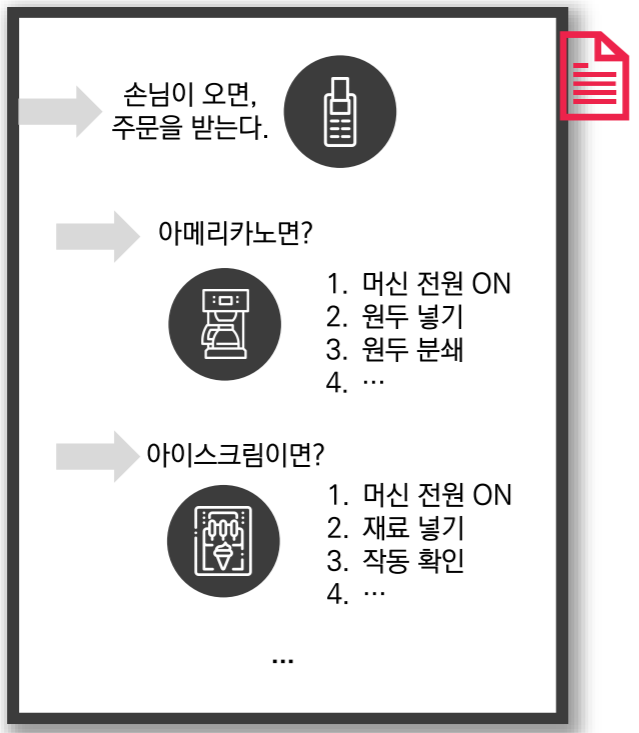 손님이 오면,
주문을 받는다.
아메리카노면?
1. 머신 전원 ON
2. 원두 넣기
3. 원두 분쇄
4. …
아이스크림이면?
1. 머신 전원 ON
2. 재료 넣기
3. 작동 확인
4. …
...